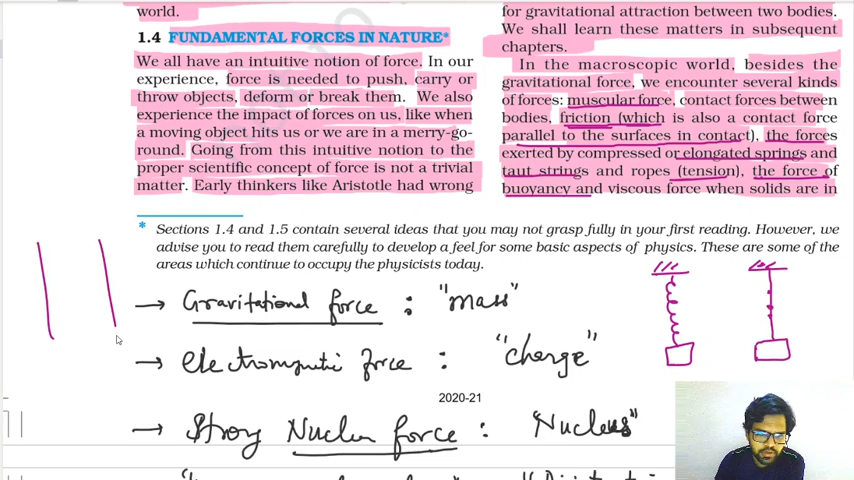 world.
1.4 FUNDAMENTAL FORCES IN NATURE*
We all have an intuitive notion of force. In our
experience, force is needed to push, carry or
throw objects, deform or break them. We also
experience the impact of forces on us, like when
a moving object hits us or we are in a merry-go-
round. Going from this intuitive notion to the
proper scientific concept of force is not a trivial
matter. Early thinkers like Aristotle had wrong
for gravitational attraction between two bodies.
We shall learn these matters in subsequent
chapters.
In the macroscopic world, besides the
gravitational force, we encounter several kinds
of forces: muscular force, contact forces between
bodies, friction (which is also a contact force
parallel to the surfaces in contact), the forces
exerted by compressed or elongated springs and
taut strings and ropes (tension), the force of
buoyancy and viscous force when solids are in
* Sections 1.4 and 1.5 contain several ideas that you may not grasp fully in your first reading. However, we
advise you to read them carefully to develop a feel for some basic aspects of physics. These are some of the
areas which continue to occupy the physicists today.
→ Gravitational force : "mass"
→ electromagnetic force : "charge"
2020-21
→ Strong Nuclear force : "Nucleus"